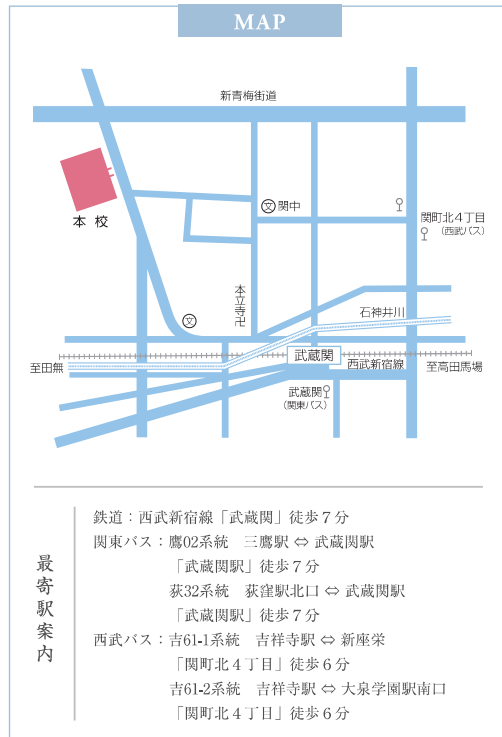 MAP
新青梅街道
本校
文
関中
関町北4丁目
(西武バス)
本立寺卍
文
石神井川
武蔵関
至田無
西武新宿線
至高田馬場
武蔵関
(関東バス)
最寄駅案内
鉄道：西武新宿線「武蔵関」徒歩7分
関東バス：鷹02系統 三鷹駅 ⇔ 武蔵関駅
「武蔵関駅」徒歩7分
荻32系統 荻窪駅北口 ⇔ 武蔵関駅
「武蔵関駅」徒歩7分
西武バス：吉61-1系統 吉祥寺駅 ⇔ 新座栄
「関町北4丁目」徒歩6分
吉61-2系統 吉祥寺駅 ⇔ 大泉学園駅南口
「関町北4丁目」徒歩6分